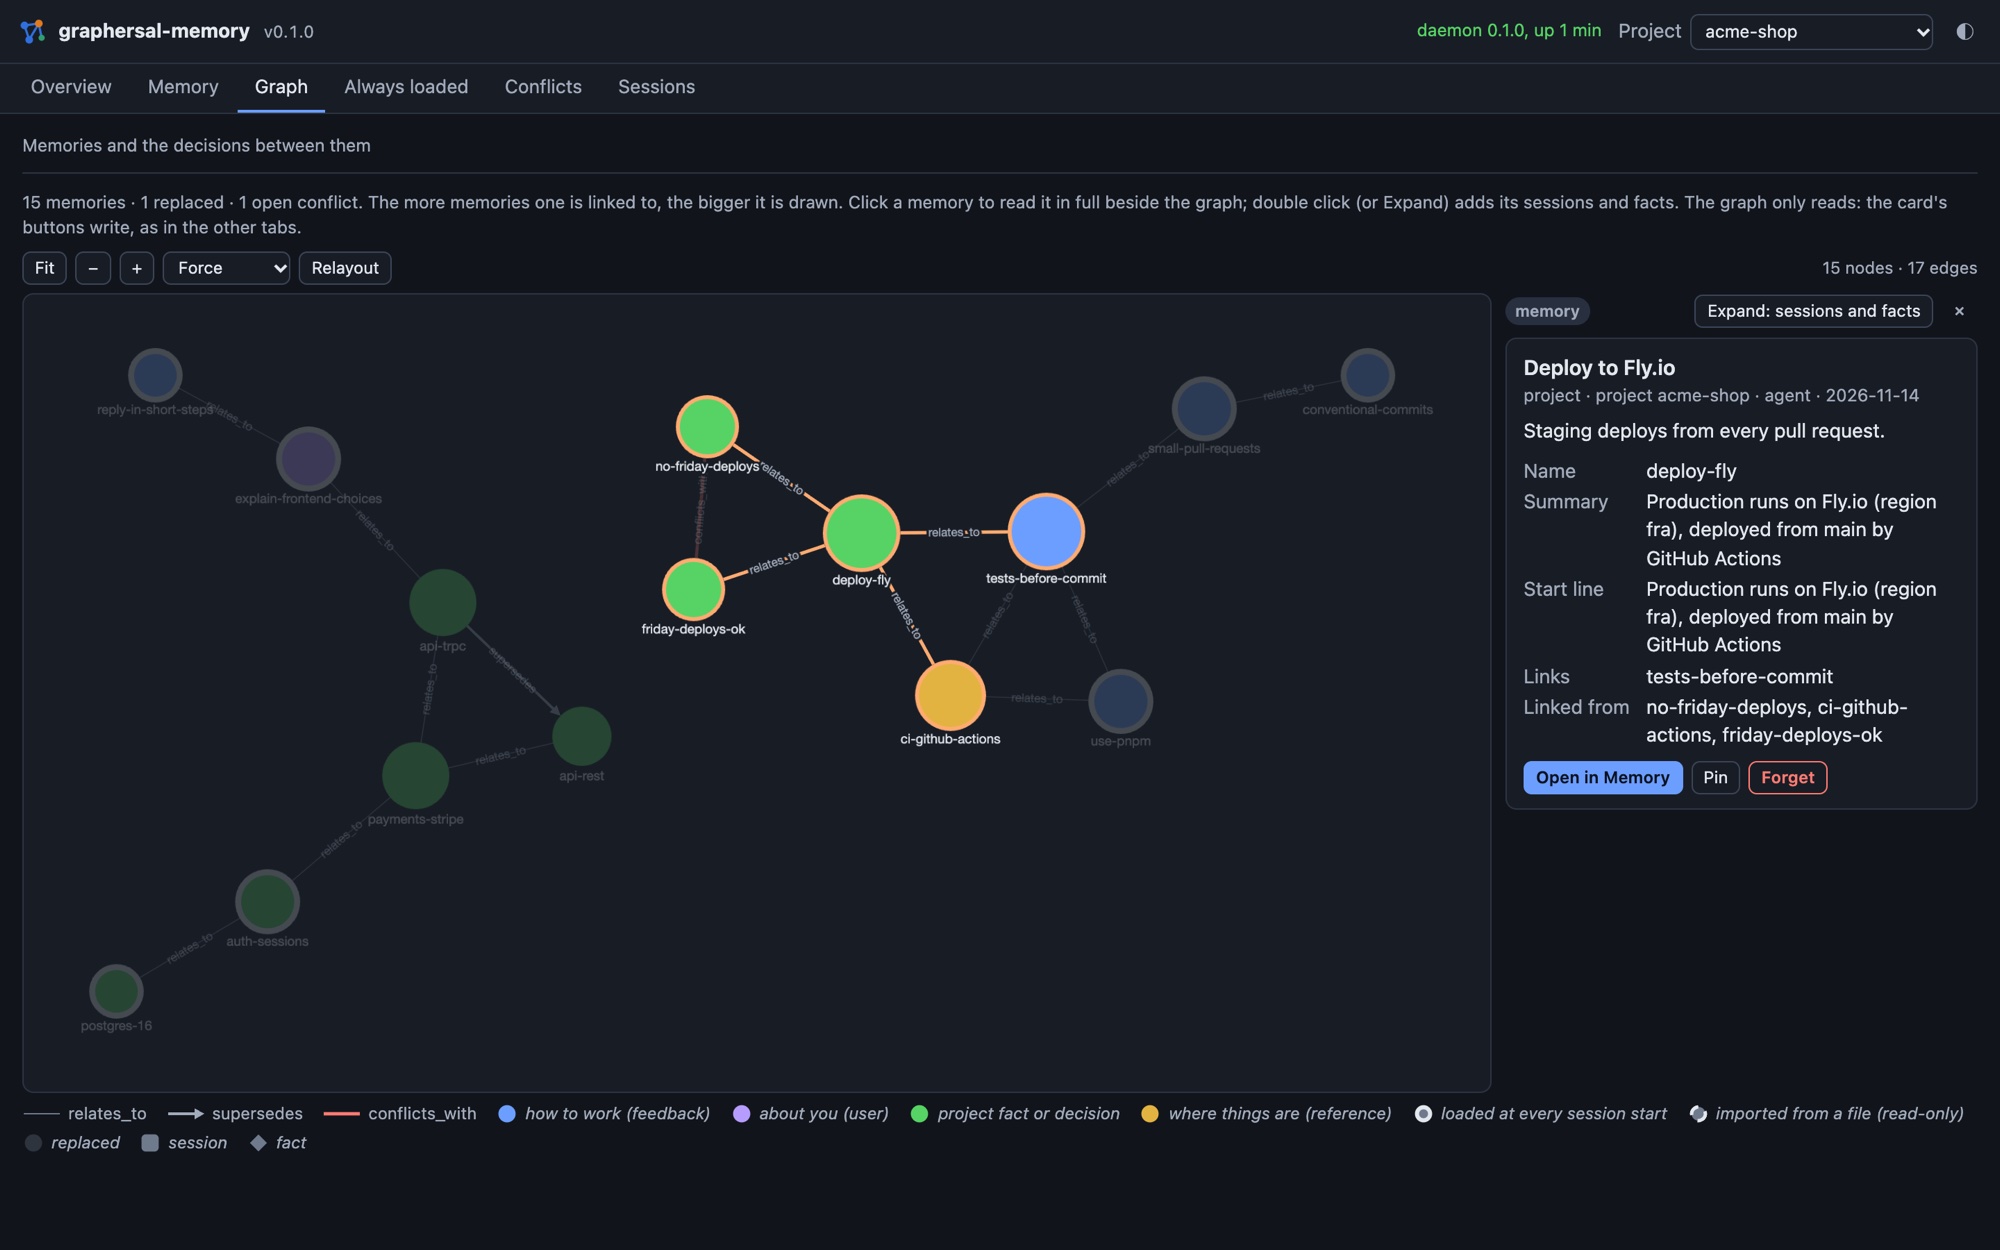 graphersal-memory v0.1.0
daemon 0.1.0, up 1 min Project acme-shop
Overview Memory Graph Always loaded Conflicts Sessions
Memories and the decisions between them
15 memories · 1 replaced · 1 open conflict. The more memories one is linked to, the bigger it is drawn. Click a memory to read it in full beside the graph; double click (or Expand) adds its sessions and facts. The graph only reads: the card's
buttons write, as in the other tabs.
Fit − + Force Relayout
15 nodes · 17 edges
reply-in-short-steps
relates_to
explain-frontend-choices
relates_to
api-trpc
supersedes
relates_to
api-rest
relates_to
payments-stripe
relates_to
auth-sessions
relates_to
postgres-16
no-friday-deploys
relates_to
conflicts_with
friday-deploys-ok
relates_to
deploy-fly
relates_to
tests-before-commit
relates_to
relates_to
relates_to
ci-github-actions
relates_to
use-pnpm
relates_to
small-pull-requests
relates_to
conventional-commits
memory
Expand: sessions and facts ×
Deploy to Fly.io
project · project acme-shop · agent · 2026-11-14
Staging deploys from every pull request.
Name deploy-fly
Summary Production runs on Fly.io (region
fra), deployed from main by
GitHub Actions
Start line Production runs on Fly.io (region
fra), deployed from main by
GitHub Actions
Links tests-before-commit
Linked from no-friday-deploys, ci-github-
actions, friday-deploys-ok
Open in Memory Pin Forget
relates_to supersedes conflicts_with how to work (feedback) about you (user) project fact or decision where things are (reference) loaded at every session start imported from a file (read-only)
replaced session fact